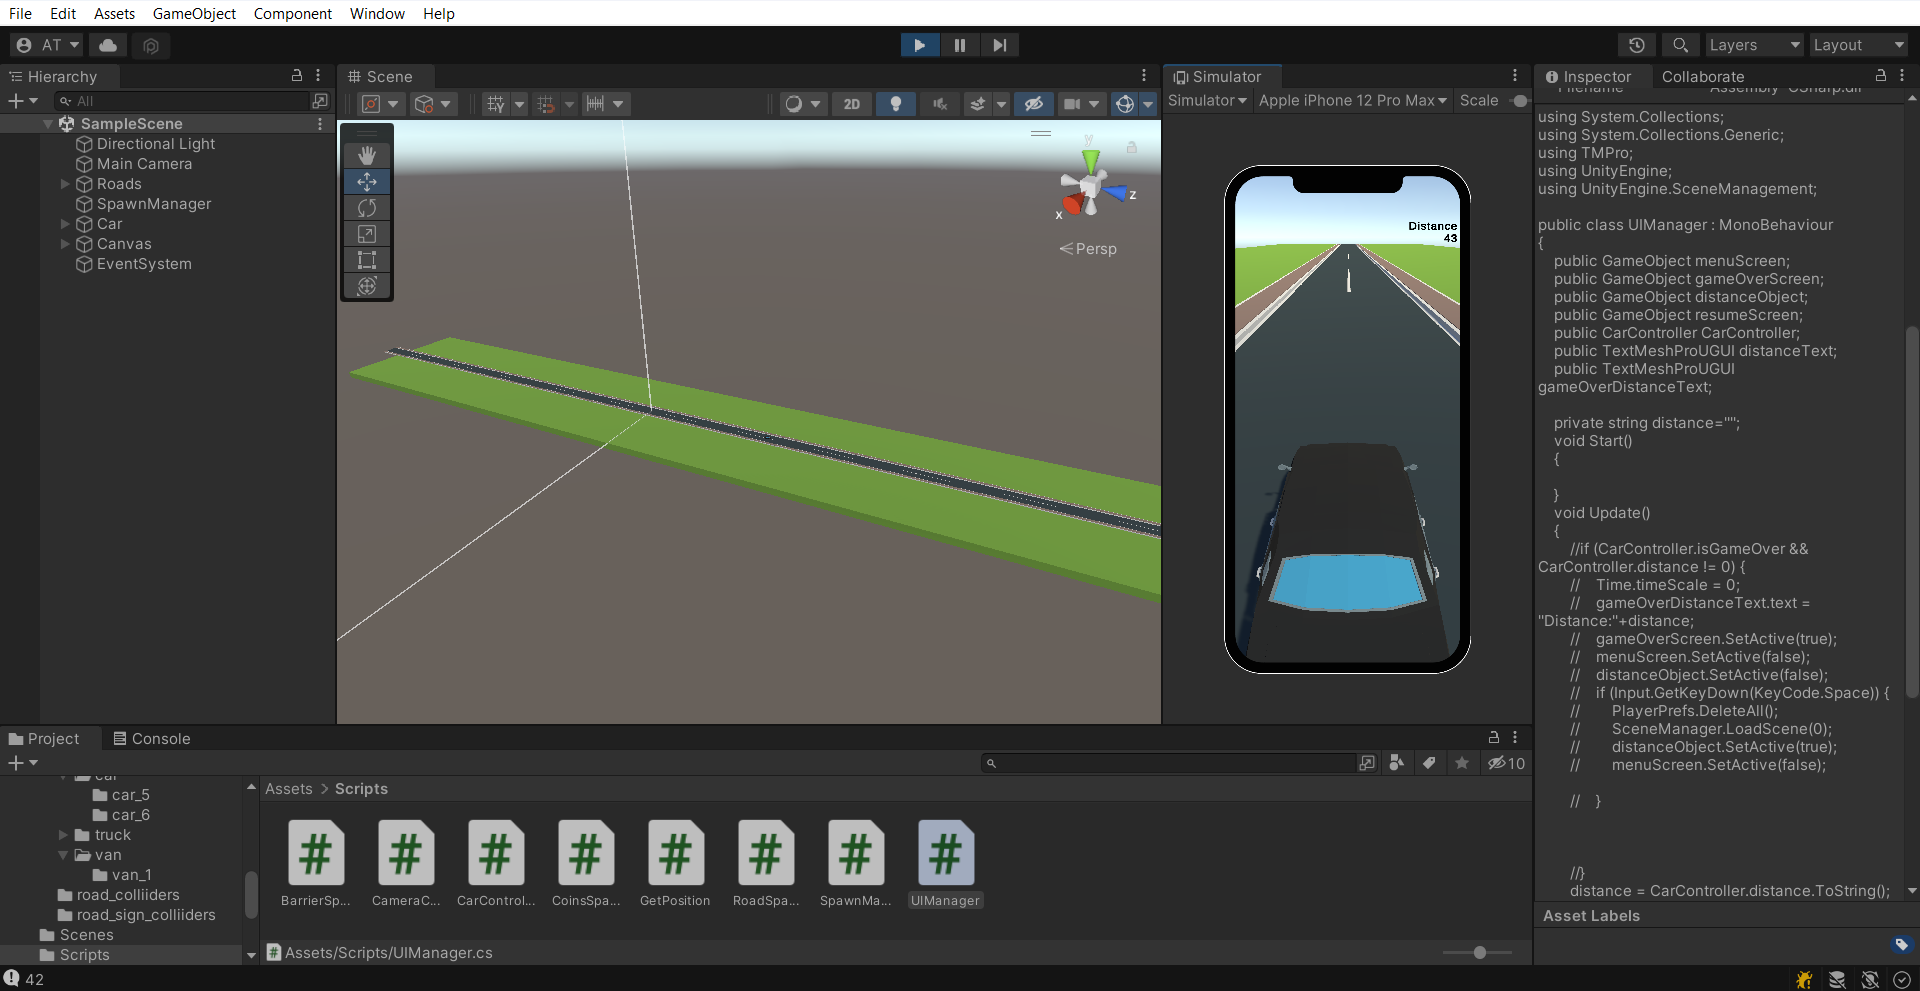 File Edit Assets GameObject Component Window Help
AT
Layers Layout
Hierarchy
All
SampleScene
Directional Light
Main Camera
Roads
SpawnManager
Car
Canvas
EventSystem
Scene
2D
y
z
x
Persp
Simulator
Simulator Apple iPhone 12 Pro Max Scale
Distance
43
Inspector Collaborate
Filename Assembly-CSharp.dll
using System.Collections;
using System.Collections.Generic;
using TMPro;
using UnityEngine;
using UnityEngine.SceneManagement;
public class UIManager : MonoBehaviour
{
public GameObject menuScreen;
public GameObject gameOverScreen;
public GameObject distanceObject;
public GameObject resumeScreen;
public CarController CarController;
public TextMeshProUGUI distanceText;
public TextMeshProUGUI
gameOverDistanceText;
private string distance="";
void Start()
{
}
void Update()
{
//if (CarController.isGameOver &&
CarController.distance != 0) {
// Time.timeScale = 0;
// gameOverDistanceText.text =
"Distance:"+distance;
// gameOverScreen.SetActive(true);
// menuScreen.SetActive(false);
// distanceObject.SetActive(false);
// if (Input.GetKeyDown(KeyCode.Space)) {
// PlayerPrefs.DeleteAll();
// SceneManager.LoadScene(0);
// distanceObject.SetActive(true);
// menuScreen.SetActive(false);
// }
//}
distance = CarController.distance.ToString();
Asset Labels
Project Console
10
car
car_5
car_6
truck
van
van_1
road_colliiders
road_sign_colliiders
Scenes
Scripts
Assets > Scripts
BarrierSp... CameraC... CarControl... CoinsSpa... GetPosition RoadSpa... SpawnMa... UIManager
Assets/Scripts/UIManager.cs
42